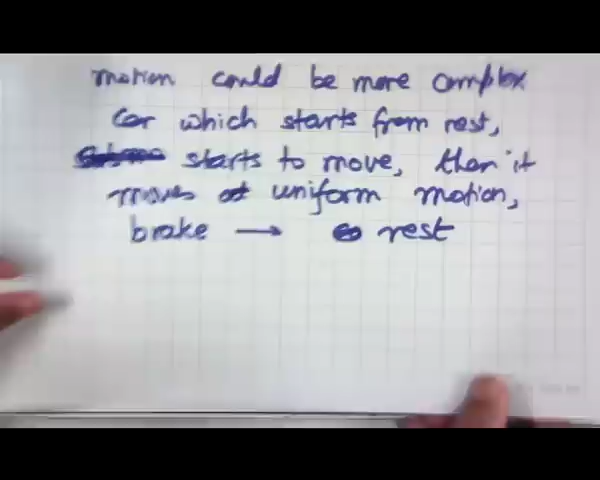 motion could be more complex
Car which starts from rest,
starts to move, then it
moves at uniform motion,
brake → rest